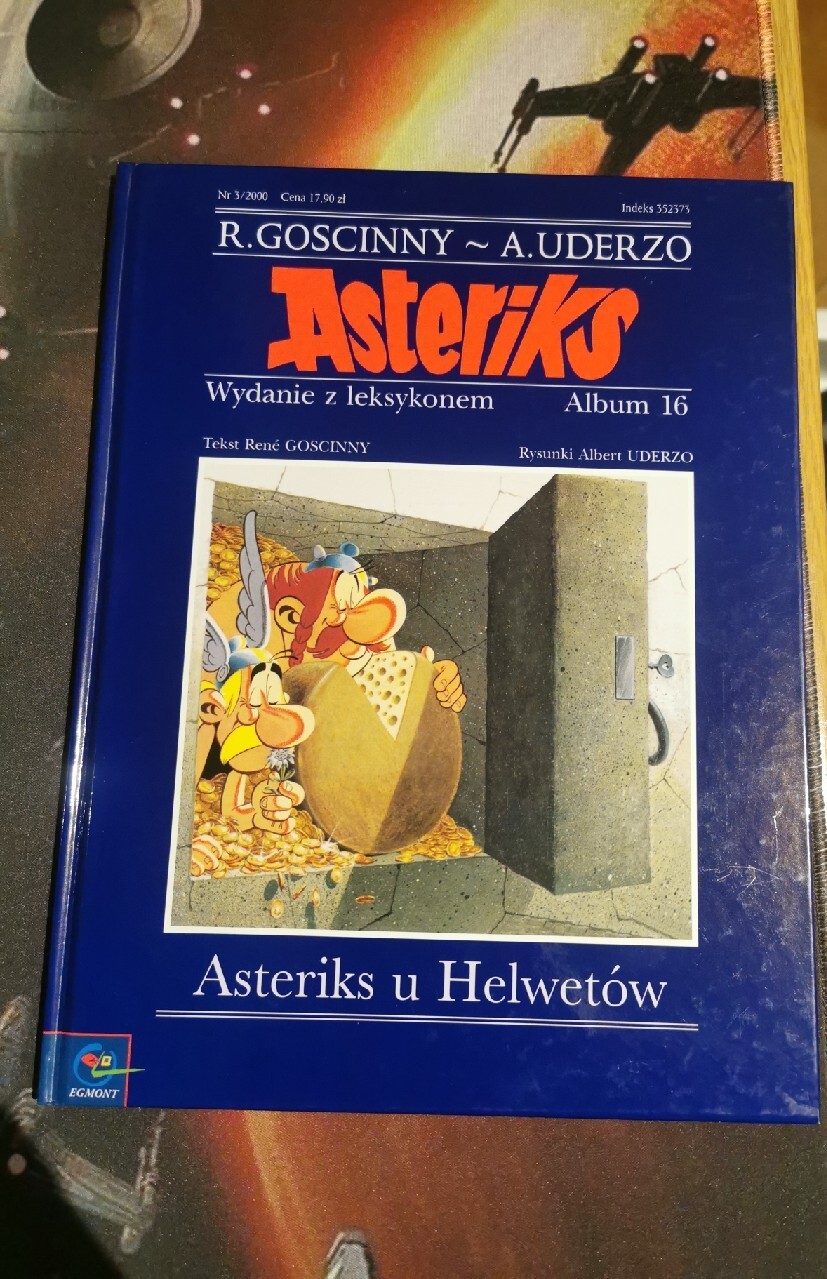 Nr 3/2000 Cena 17,90 zł Indeks 352373
R.GOSCINNY ~ A.UDERZO
Asteriks
Wydanie z leksykonem Album 16
Tekst René GOSCINNY Rysunki Albert UDERZO
Asteriks u Helwetów
EGMONT